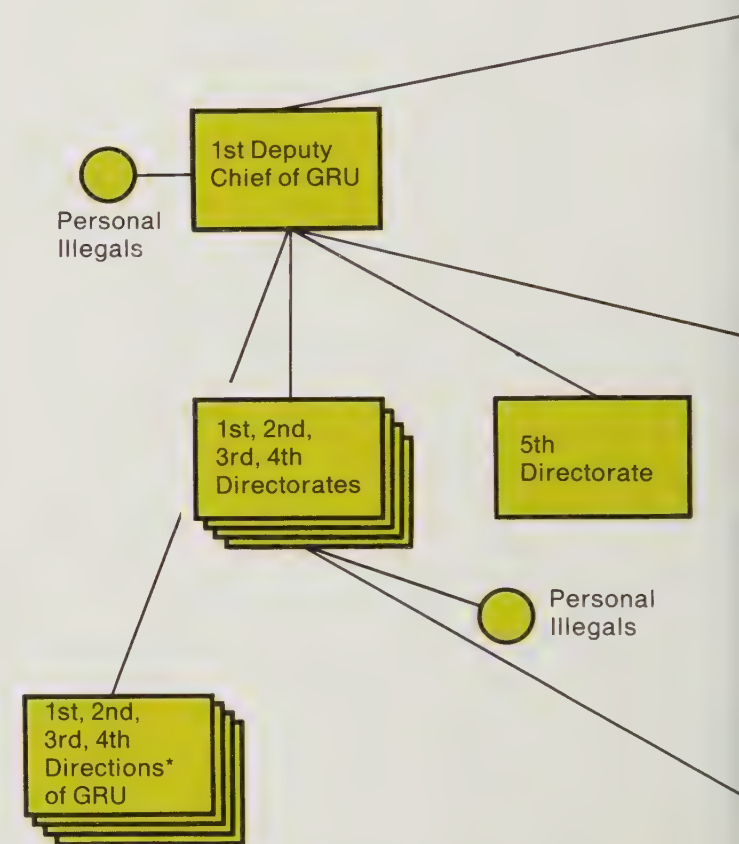 1st Deputy
Chief of GRU
Personal
Illegals
1st, 2nd,
3rd, 4th
Directorates
5th
Directorate
Personal
Illegals
1st, 2nd,
3rd, 4th
Directions*
of GRU